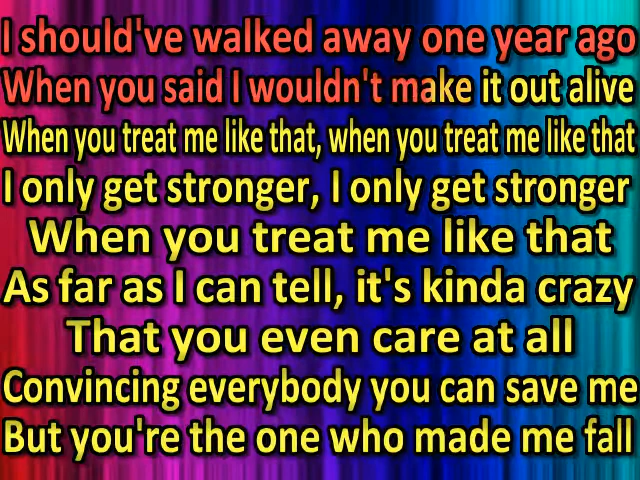 I should've walked away one year ago
When you said I wouldn't make it out alive
When you treat me like that, when you treat me like that
I only get stronger, I only get stronger
When you treat me like that
As far as I can tell, it's kinda crazy
That you even care at all
Convincing everybody you can save me
But you're the one who made me fall